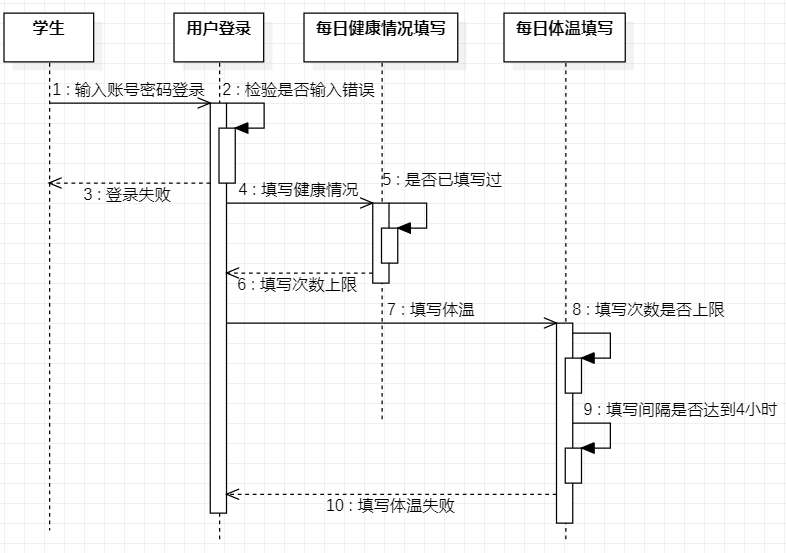 学生
用户登录
每日健康情况填写
每日体温填写
1 : 输入账号密码登录
2 : 检验是否输入错误
3 : 登录失败
4 : 填写健康情况
5 : 是否已填写过
6 : 填写次数上限
7 : 填写体温
8 : 填写次数是否上限
9 : 填写间隔是否达到4小时
10 : 填写体温失败